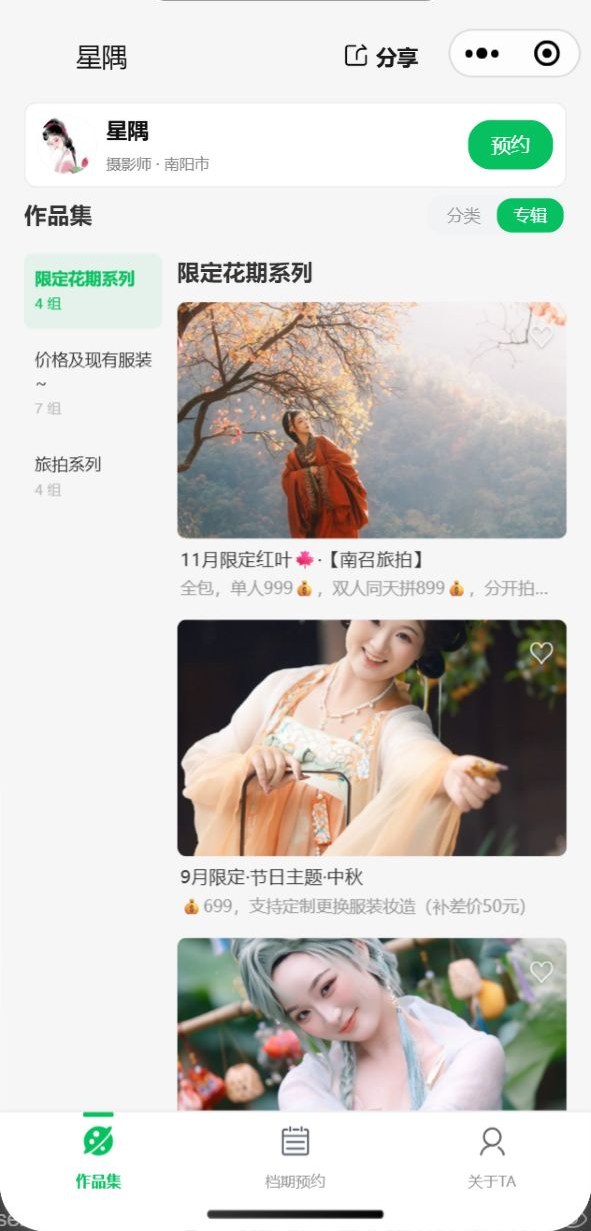 星隅
分享
星隅
摄影师 · 南阳市
预约
作品集
分类
专辑
限定花期系列
4 组
价格及现有服装
~
7 组
旅拍系列
4 组
限定花期系列
11月限定红叶🍁·【南召旅拍】
全包，单人999💰，双人同天拼899💰，分开拍...
9月限定·节日主题·中秋
💰699，支持定制更换服装妆造（补差价50元）
作品集
档期预约
关于TA